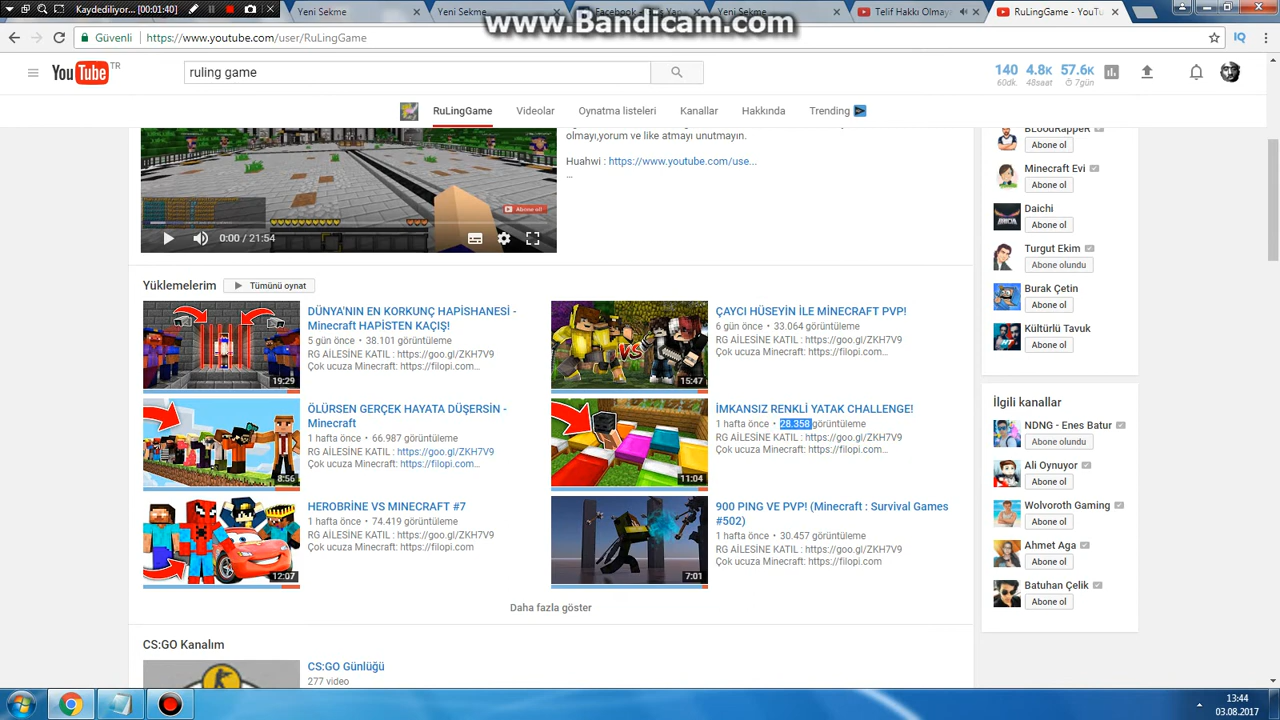 Kaydediliyor... [00:01:40]
Yeni Sekme
Yeni Sekme
Facebook
Yeni Sekme
Telif Hakkı Olmay
RuLingGame - YouTu
www.Bandicam.com
Güvenli
https://www.youtube.com/user/RuLingGame
IQ
YouTube TR
ruling game
140 4.8K 57.6K
60dk. 48saat 7gün
RuLingGame Videolar Oynatma listeleri Kanallar Hakkında Trending
olmayı,yorum ve like atmayı unutmayın.
Huahwi : https://www.youtube.com/use...
...
Abone ol
0:00 / 21:54
Yüklemelerim
Tümünü oynat
19:29
DÜNYA'NIN EN KORKUNÇ HAPİSHANESİ -
Minecraft HAPİSTEN KAÇIŞ!
5 gün önce • 38.101 görüntüleme
RG AİLESİNE KATIL : https://goo.gl/ZKH7V9
Çok ucuza Minecraft: https://filopi.com...
VS
15:47
ÇAYCI HÜSEYİN İLE MİNECRAFT PVP!
6 gün önce • 33.064 görüntüleme
RG AİLESİNE KATIL : https://goo.gl/ZKH7V9
Çok ucuza Minecraft: https://filopi.com...
8:56
ÖLÜRSEN GERÇEK HAYATA DÜŞERSİN -
Minecraft
1 hafta önce • 66.987 görüntüleme
RG AİLESİNE KATIL : https://goo.gl/ZKH7V9
Çok ucuza Minecraft: https://filopi.com...
11:04
İMKANSIZ RENKLİ YATAK CHALLENGE!
1 hafta önce • 28.358 görüntüleme
RG AİLESİNE KATIL : https://goo.gl/ZKH7V9
Çok ucuza Minecraft: https://filopi.com...
12:07
HEROBRİNE VS MINECRAFT #7
1 hafta önce • 74.419 görüntüleme
RG AİLESİNE KATIL : https://goo.gl/ZKH7V9
Çok ucuza Minecraft: https://filopi.com
7:01
900 PING VE PVP! (Minecraft : Survival Games
#502)
1 hafta önce • 30.457 görüntüleme
RG AİLESİNE KATIL : https://goo.gl/ZKH7V9
Çok ucuza Minecraft: https://filopi.com
Daha fazla göster
CS:GO Kanalım
CS:GO Günlüğü
277 video
BLooDRappeR
Abone ol
Minecraft Evi
Abone ol
Daichi
Abone ol
Turgut Ekim
Abone olundu
Burak Çetin
Abone ol
Kültürlü Tavuk
Abone ol
İlgili kanallar
NDNG - Enes Batur
Abone olundu
Ali Oynuyor
Abone ol
Wolvoroth Gaming
Abone ol
Ahmet Aga
Abone ol
Batuhan Çelik
Abone ol
13:44
03.08.2017